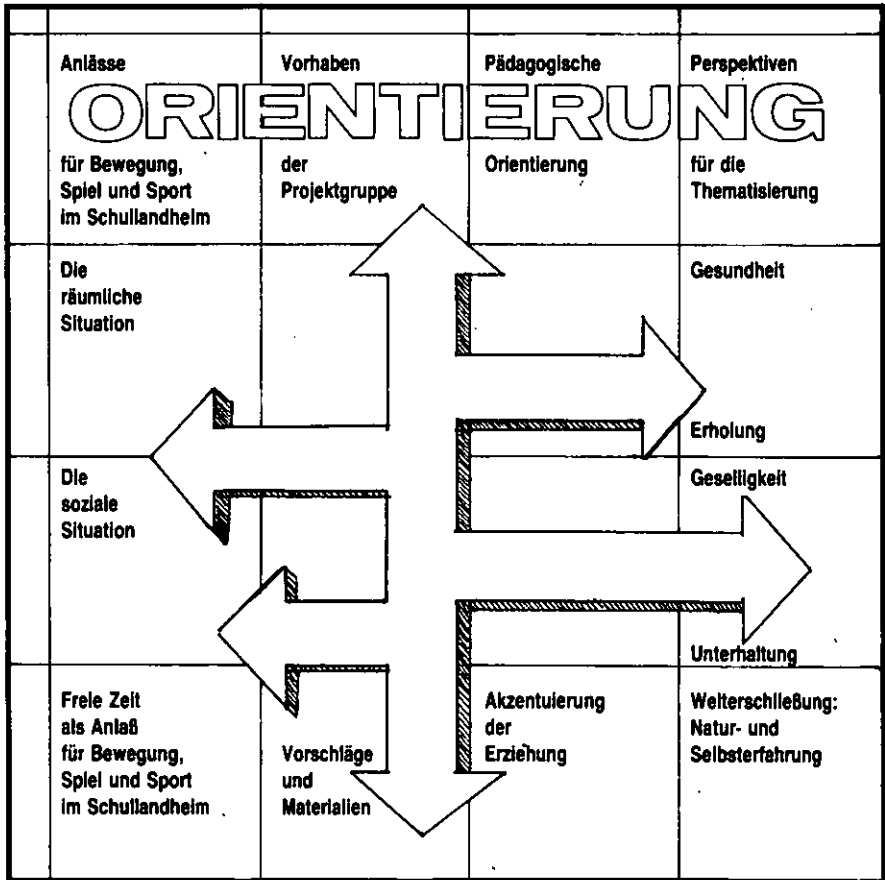 Anlässe
Vorhaben
Pädagogische
Perspektiven
ORIENTIERUNG
für Bewegung,
Spiel und Sport
im Schullandheim
der
Projektgruppe
Orientierung
für die
Thematisierung
Die
räumliche
Situation
Gesundheit
Erholung
Die
soziale
Situation
Geselligkeit
Unterhaltung
Freie Zeit
als Anlaß
für Bewegung,
Spiel und Sport
im Schullandheim
Vorschläge
und
Materialien
Akzentuierung
der
Erziehung
Welterschließung:
Natur- und
Selbsterfahrung